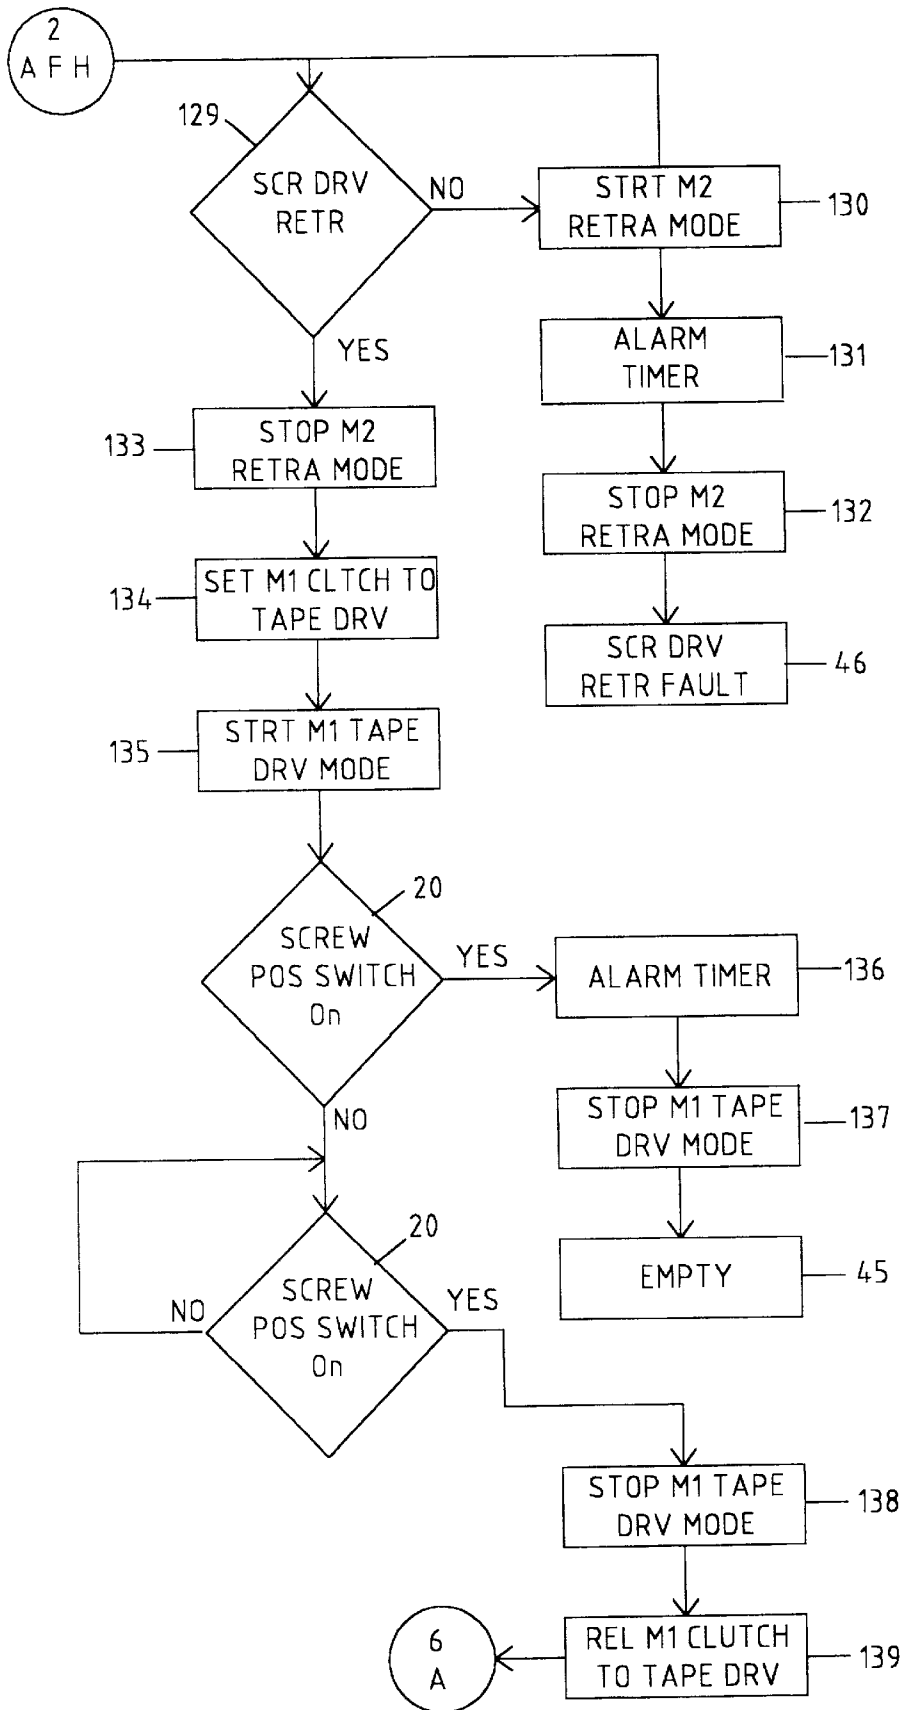 2
A F H
129
SCR DRV
RETR
NO
STRT M2
RETRA MODE
130
YES
ALARM
TIMER
131
133
STOP M2
RETRA MODE
STOP M2
RETRA MODE
132
134
SET M1 CLTCH TO
TAPE DRV
SCR DRV
RETR FAULT
46
135
STRT M1 TAPE
DRV MODE
20
SCREW
POS SWITCH
On
YES
ALARM TIMER
136
NO
STOP M1 TAPE
DRV MODE
137
20
SCREW
POS SWITCH
On
NO
YES
EMPTY
45
STOP M1 TAPE
DRV MODE
138
REL M1 CLUTCH
TO TAPE DRV
139
6
A